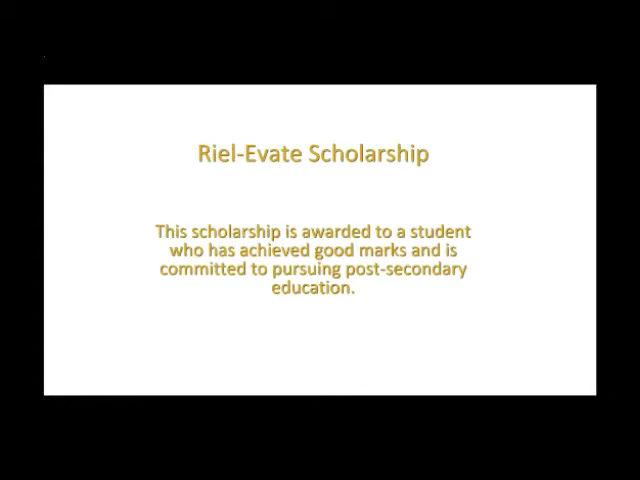 Riel-Evate Scholarship
This scholarship is awarded to a student
who has achieved good marks and is
committed to pursuing post-secondary
education.